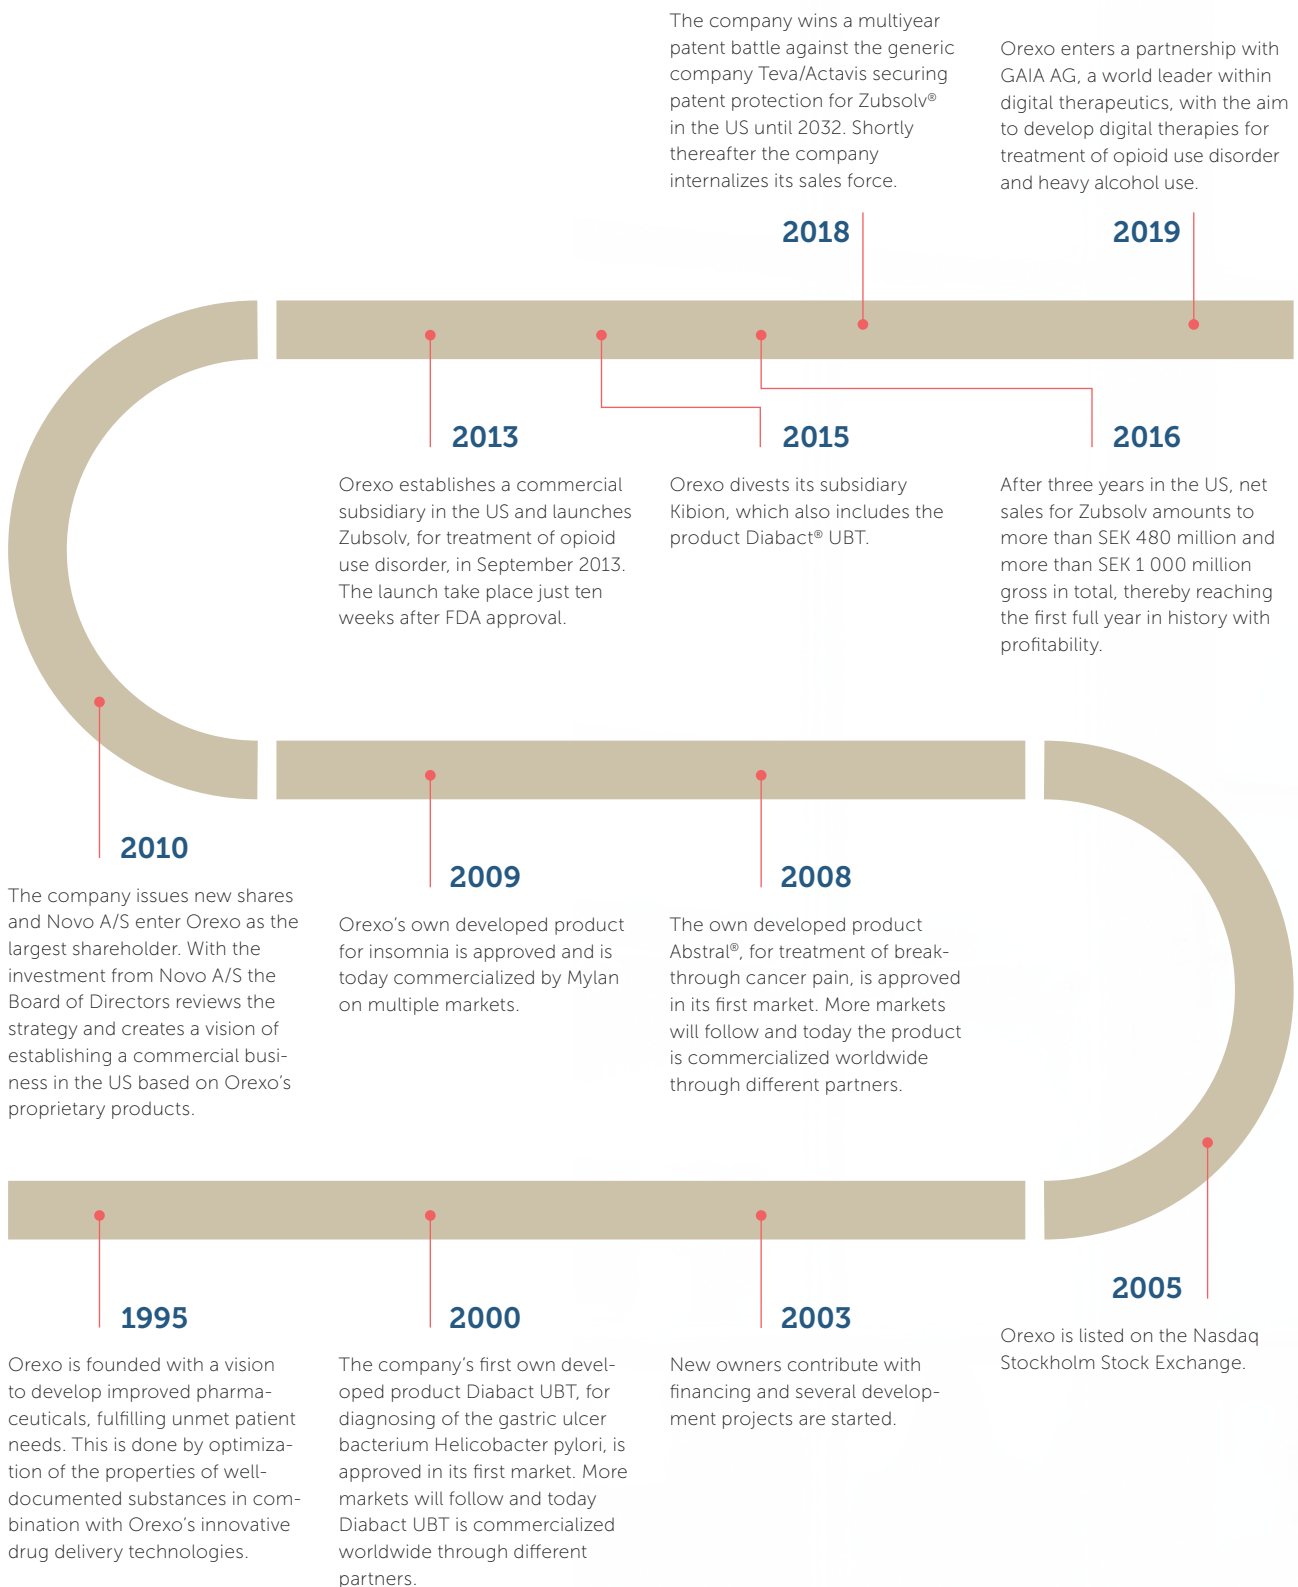 The company wins a multiyear
patent battle against the generic
company Teva/Actavis securing
patent protection for Zubsolv®
in the US until 2032. Shortly
thereafter the company
internalizes its sales force.
2018
Orexo enters a partnership with
GAIA AG, a world leader within
digital therapeutics, with the aim
to develop digital therapies for
treatment of opioid use disorder
and heavy alcohol use.
2019
2013
Orexo establishes a commercial
subsidiary in the US and launches
Zubsolv, for treatment of opioid
use disorder, in September 2013.
The launch take place just ten
weeks after FDA approval.
2015
Orexo divests its subsidiary
Kibion, which also includes the
product Diabact® UBT.
2016
After three years in the US, net
sales for Zubsolv amounts to
more than SEK 480 million and
more than SEK 1 000 million
gross in total, thereby reaching
the first full year in history with
profitability.
2010
The company issues new shares
and Novo A/S enter Orexo as the
largest shareholder. With the
investment from Novo A/S the
Board of Directors reviews the
strategy and creates a vision of
establishing a commercial busi-
ness in the US based on Orexo's
proprietary products.
2009
Orexo's own developed product
for insomnia is approved and is
today commercialized by Mylan
on multiple markets.
2008
The own developed product
Abstral®, for treatment of break-
through cancer pain, is approved
in its first market. More markets
will follow and today the product
is commercialized worldwide
through different partners.
1995
Orexo is founded with a vision
to develop improved pharma-
ceuticals, fulfilling unmet patient
needs. This is done by optimiza-
tion of the properties of well-
documented substances in com-
bination with Orexo's innovative
drug delivery technologies.
2000
The company's first own devel-
oped product Diabact UBT, for
diagnosing of the gastric ulcer
bacterium Helicobacter pylori, is
approved in its first market. More
markets will follow and today
Diabact UBT is commercialized
worldwide through different
partners.
2003
New owners contribute with
financing and several develop-
ment projects are started.
2005
Orexo is listed on the Nasdaq
Stockholm Stock Exchange.